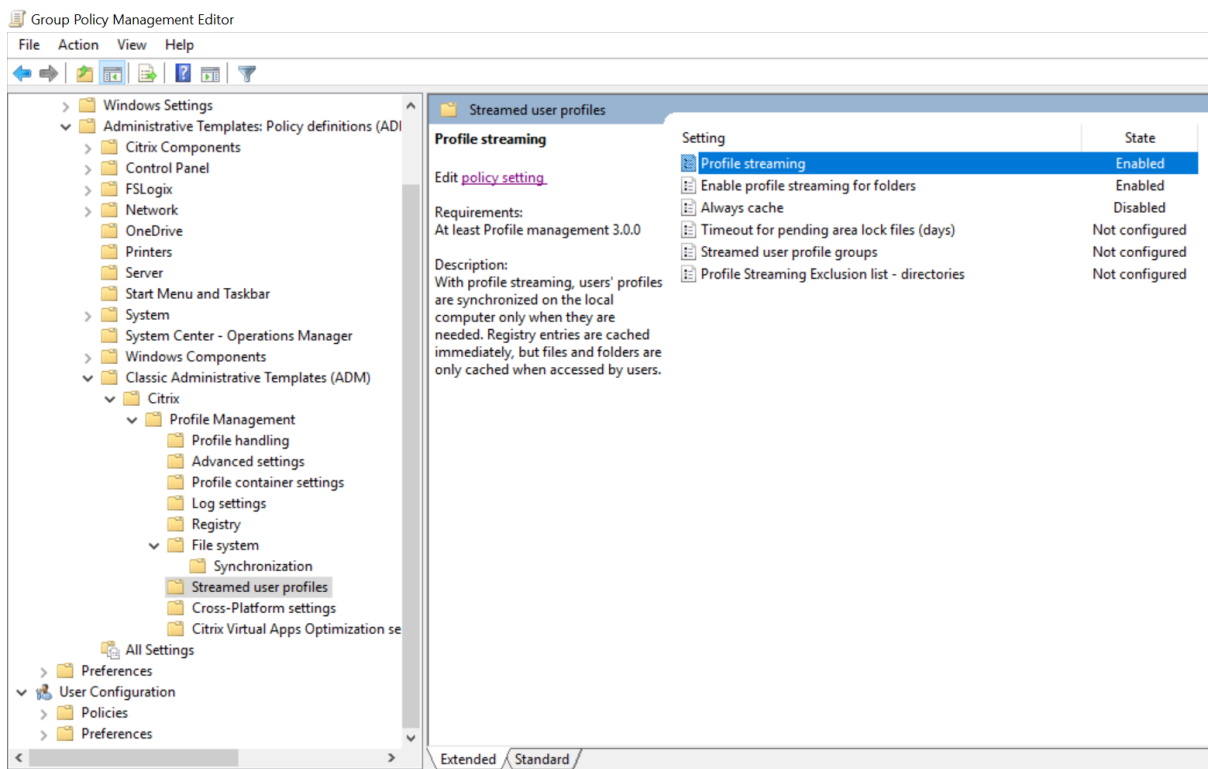 Group Policy Management Editor
File Action View Help
Windows Settings
Administrative Templates: Policy definitions (ADI
Citrix Components
Control Panel
FSLogix
Network
OneDrive
Printers
Server
Start Menu and Taskbar
System
System Center - Operations Manager
Windows Components
Classic Administrative Templates (ADM)
Citrix
Profile Management
Profile handling
Advanced settings
Profile container settings
Log settings
Registry
File system
Synchronization
Streamed user profiles
Cross-Platform settings
Citrix Virtual Apps Optimization se
All Settings
Preferences
User Configuration
Policies
Preferences
Streamed user profiles
Profile streaming
Edit policy setting
Requirements:
At least Profile management 3.0.0
Description:
With profile streaming, users' profiles
are synchronized on the local
computer only when they are
needed. Registry entries are cached
immediately, but files and folders are
only cached when accessed by users.
Setting State
Profile streaming Enabled
Enable profile streaming for folders Enabled
Always cache Disabled
Timeout for pending area lock files (days) Not configured
Streamed user profile groups Not configured
Profile Streaming Exclusion list - directories Not configured
Extended Standard